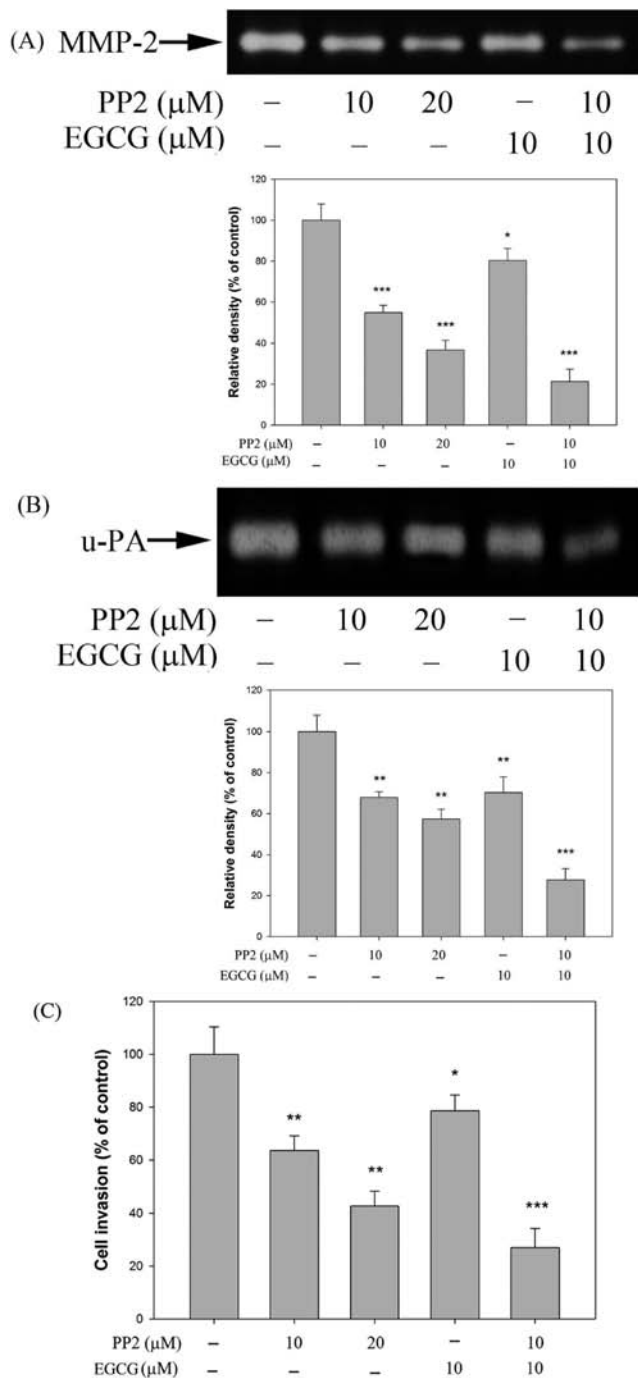 (A) MMP-2
PP2 (μM) – 10 20 – 10
EGCG (μM) – – – 10 10
120
100
80
60
40
20
0
Relative density (% of control)
*** *** * ***
PP2 (μM) – 10 20 – 10
EGCG (μM) – – – 10 10
(B)
u-PA
PP2 (μM) – 10 20 – 10
EGCG (μM) – – – 10 10
120
100
80
60
40
20
0
Relative density (% of control)
** ** ** ***
PP2 (μM) – 10 20 – 10
EGCG (μM) – – – 10 10
(C)
120
100
80
60
40
20
0
Cell invasion (% of control)
** ** * ***
PP2 (μM) – 10 20 – 10
EGCG (μM) – – – 10 10